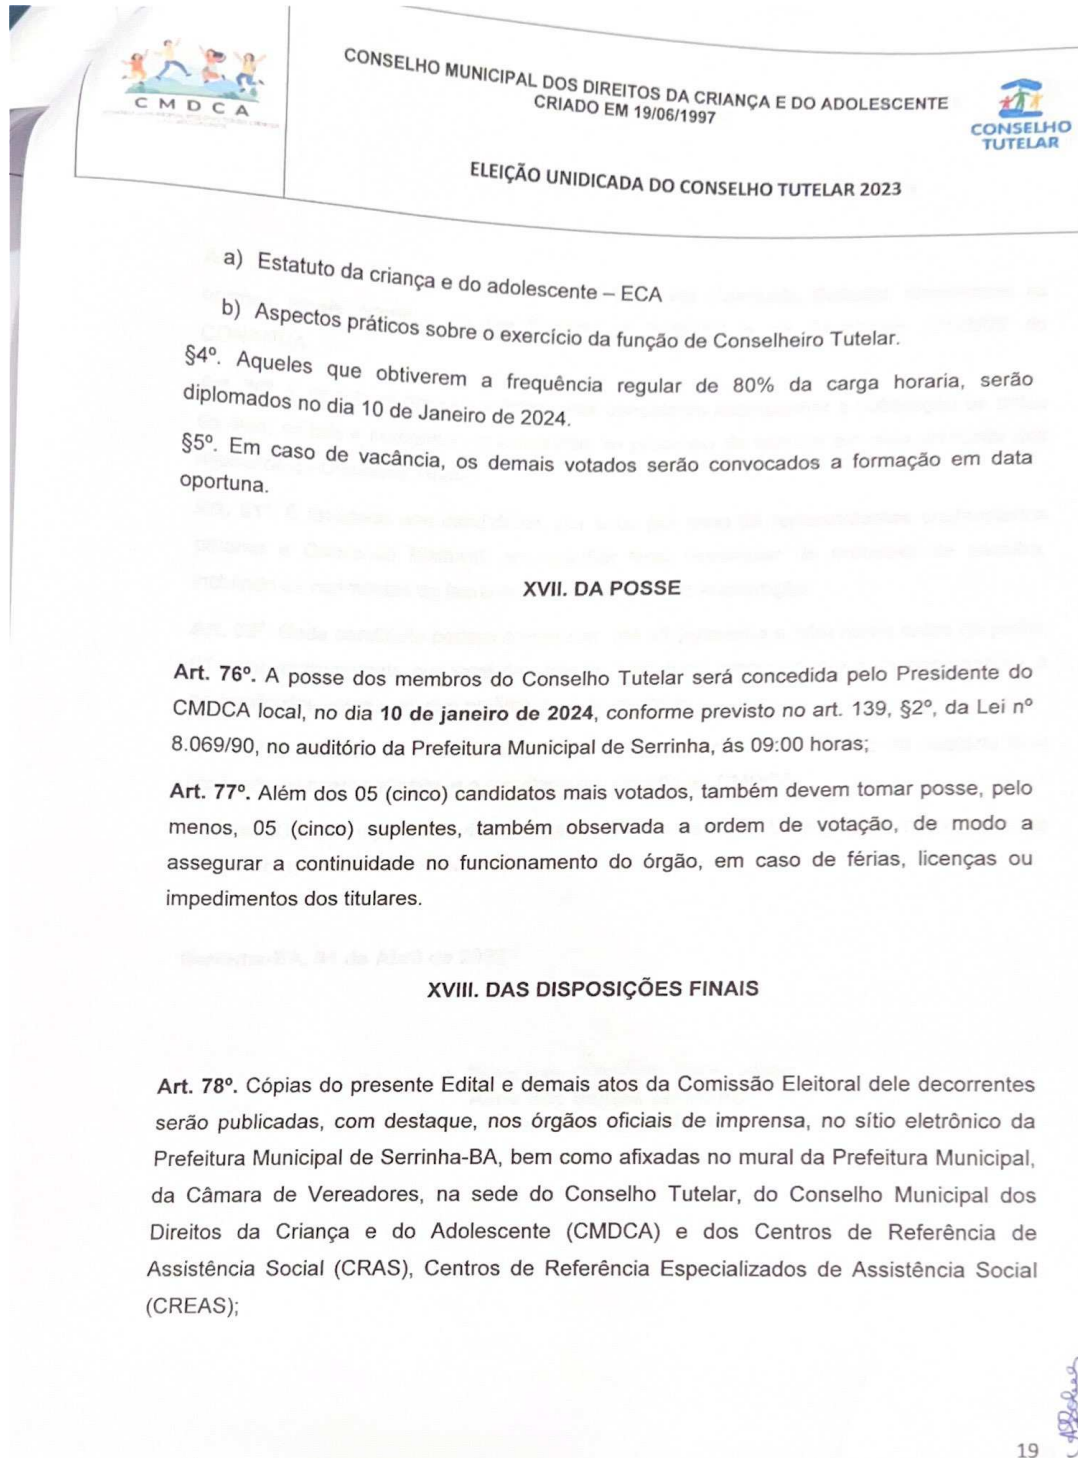 CMDCA
CONSELHO MUNICIPAL DOS DIREITOS DA CRIANÇA E DO ADOLESCENTE
CRIADO EM 19/06/1997
CONSELHO
TUTELAR
ELEIÇÃO UNIDICADA DO CONSELHO TUTELAR 2023
a) Estatuto da criança e do adolescente – ECA
b) Aspectos práticos sobre o exercício da função de Conselheiro Tutelar.
§4º. Aqueles que obtiverem a frequência regular de 80% da carga horaria, serão
diplomados no dia 10 de Janeiro de 2024.
§5º. Em caso de vacância, os demais votados serão convocados a formação em data
oportuna.
XVII. DA POSSE
Art. 76º. A posse dos membros do Conselho Tutelar será concedida pelo Presidente do
CMDCA local, no dia 10 de janeiro de 2024, conforme previsto no art. 139, §2º, da Lei nº
8.069/90, no auditório da Prefeitura Municipal de Serrinha, ás 09:00 horas;
Art. 77º. Além dos 05 (cinco) candidatos mais votados, também devem tomar posse, pelo
menos, 05 (cinco) suplentes, também observada a ordem de votação, de modo a
assegurar a continuidade no funcionamento do órgão, em caso de férias, licenças ou
impedimentos dos titulares.
XVIII. DAS DISPOSIÇÕES FINAIS
Art. 78º. Cópias do presente Edital e demais atos da Comissão Eleitoral dele decorrentes
serão publicadas, com destaque, nos órgãos oficiais de imprensa, no sítio eletrônico da
Prefeitura Municipal de Serrinha-BA, bem como afixadas no mural da Prefeitura Municipal,
da Câmara de Vereadores, na sede do Conselho Tutelar, do Conselho Municipal dos
Direitos da Criança e do Adolescente (CMDCA) e dos Centros de Referência de
Assistência Social (CRAS), Centros de Referência Especializados de Assistência Social
(CREAS);
19